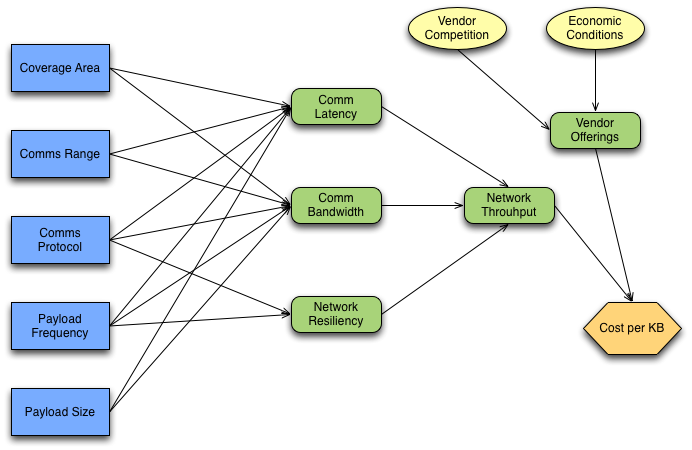 Vendor
Competition
Economic
Conditions
Coverage Area
Comm
Latency
Vendor
Offerings
Comms Range
Comm
Bandwidth
Network
Throuhput
Comms
Protocol
Payload
Frequency
Network
Resiliency
Cost per KB
Payload Size